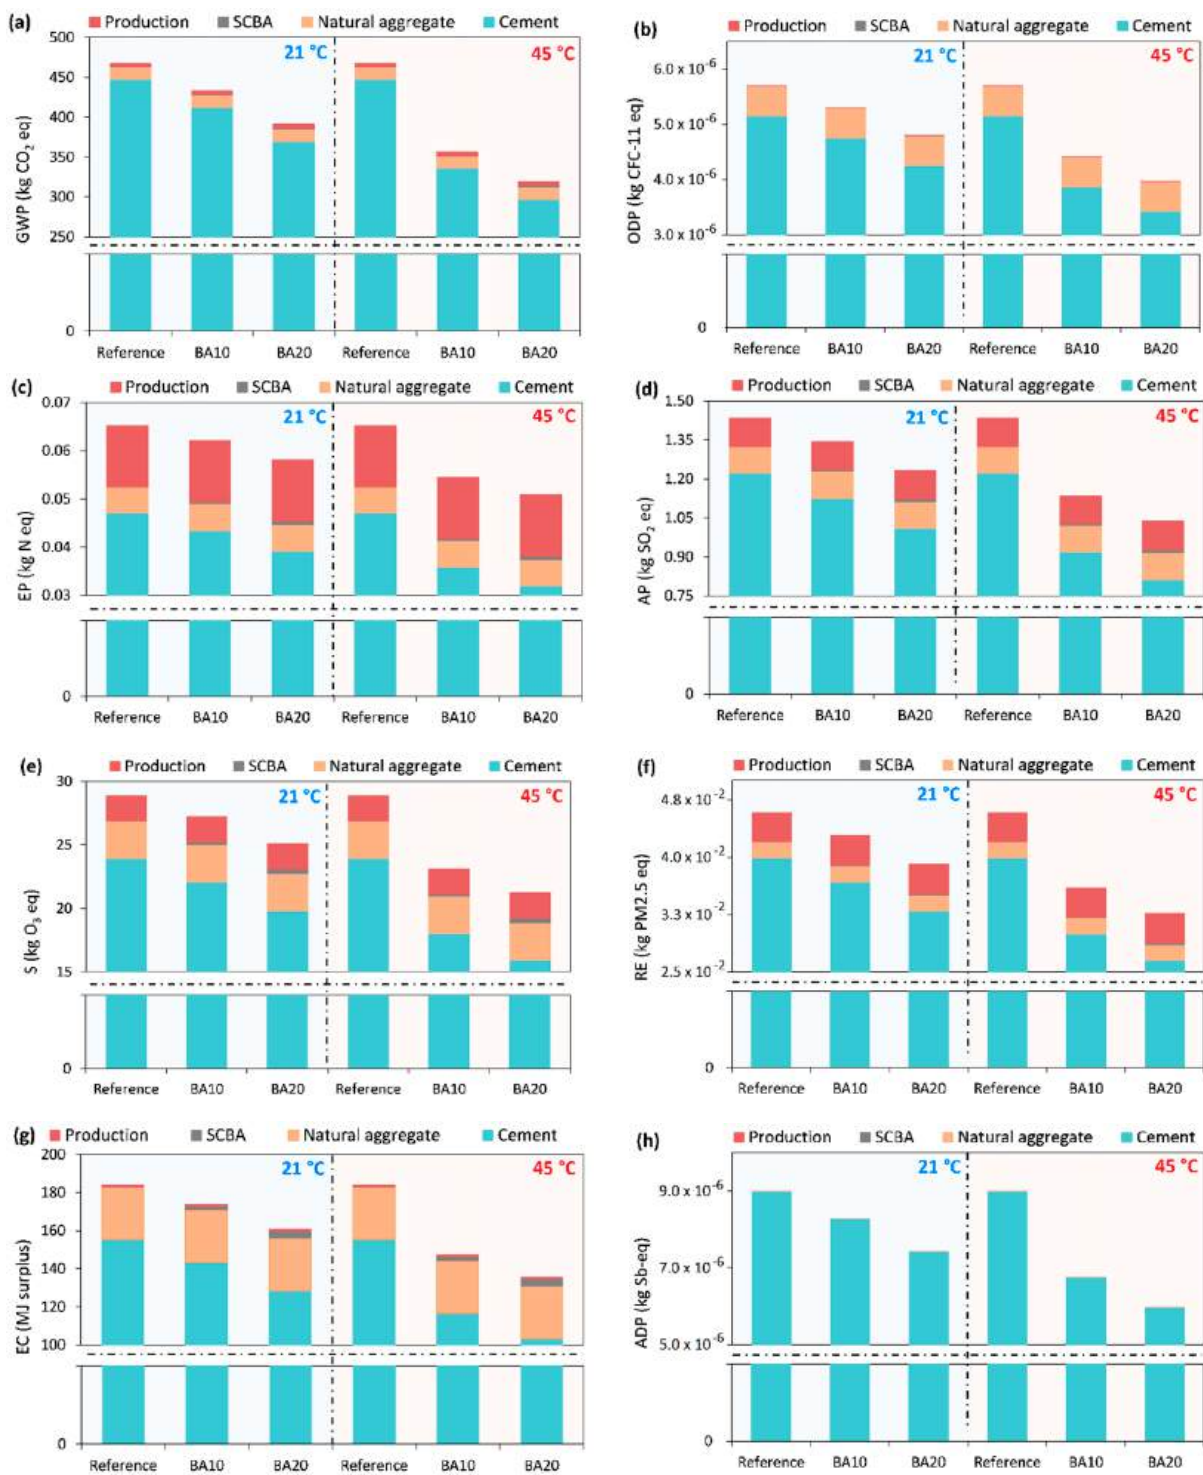 (a)
Production SCBA Natural aggregate Cement
GWP (kg CO₂ eq)
500
450
400
350
300
250
0
21 °C
45 °C
Reference BA10 BA20 Reference BA10 BA20
(b)
Production SCBA Natural aggregate Cement
ODP (kg CFC-11 eq)
6.0 x 10⁻⁶
5.0 x 10⁻⁶
4.0 x 10⁻⁶
3.0 x 10⁻⁶
0
21 °C
45 °C
Reference BA10 BA20 Reference BA10 BA20
(c)
Production SCBA Natural aggregate Cement
EP (kg N eq)
0.07
0.06
0.05
0.04
0.03
0
21 °C
45 °C
Reference BA10 BA20 Reference BA10 BA20
(d)
Production SCBA Natural aggregate Cement
AP (kg SO₂ eq)
1.50
1.35
1.20
1.05
0.90
0.75
0
21 °C
45 °C
Reference BA10 BA20 Reference BA10 BA20
(e)
Production SCBA Natural aggregate Cement
S (kg O₃ eq)
30
25
20
15
0
21 °C
45 °C
Reference BA10 BA20 Reference BA10 BA20
(f)
Production SCBA Natural aggregate Cement
RE (kg PM2.5 eq)
4.8 x 10⁻²
4.0 x 10⁻²
3.3 x 10⁻²
2.5 x 10⁻²
0
21 °C
45 °C
Reference BA10 BA20 Reference BA10 BA20
(g)
Production SCBA Natural aggregate Cement
EC (MJ surplus)
200
180
160
140
120
100
0
21 °C
45 °C
Reference BA10 BA20 Reference BA10 BA20
(h)
Production SCBA Natural aggregate Cement
ADP (kg Sb-eq)
9.0 x 10⁻⁶
7.0 x 10⁻⁶
5.0 x 10⁻⁶
0
21 °C
45 °C
Reference BA10 BA20 Reference BA10 BA20